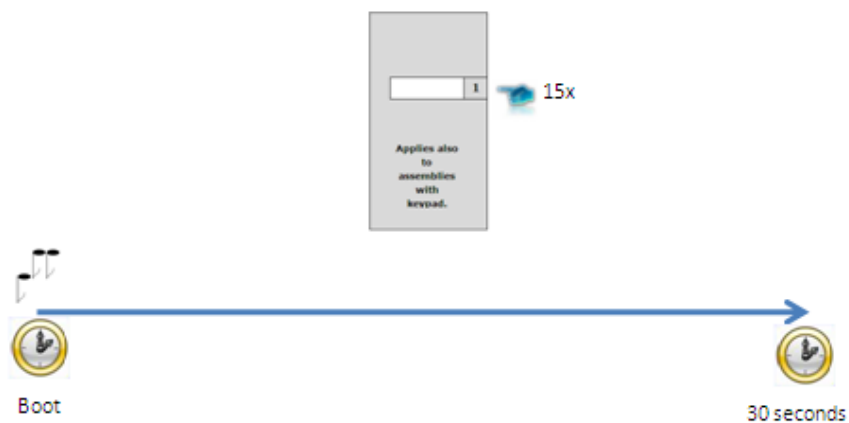 1
15x
Applies also
to
assemblies
with
keypad.
Boot
30 seconds